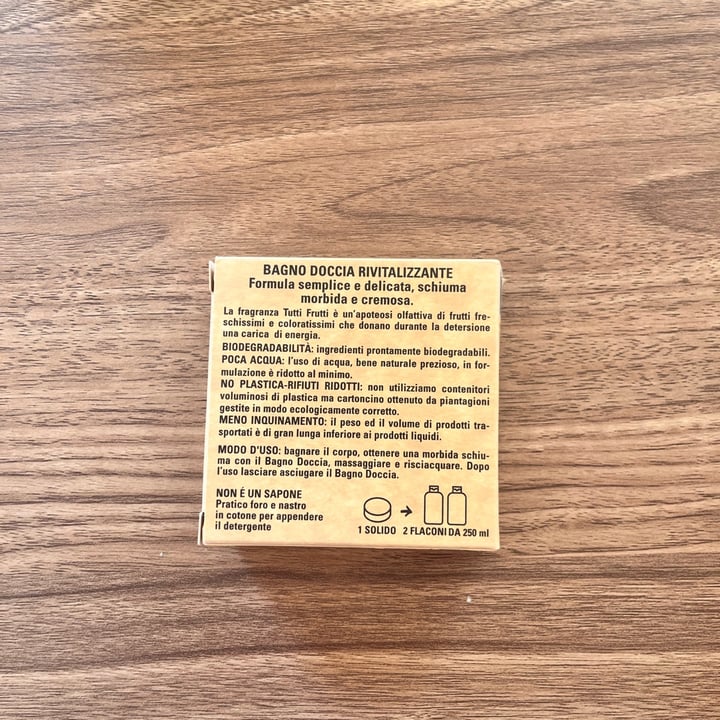 BAGNO DOCCIA RIVITALIZZANTE
Formula semplice e delicata, schiuma
morbida e cremosa.
La fragranza Tutti Frutti è un'apoteosi olfattiva di frutti fre-
schissimi e coloratissimi che donano durante la detersione
una carica di energia.
BIODEGRADABILITÀ: ingredienti prontamente biodegradabili.
POCA ACQUA: l'uso di acqua, bene naturale prezioso, in for-
mulazione è ridotto al minimo.
NO PLASTICA-RIFIUTI RIDOTTI: non utilizziamo contenitori
voluminosi di plastica ma cartoncino ottenuto da piantagioni
gestite in modo ecologicamente corretto.
MENO INQUINAMENTO: il peso ed il volume di prodotti tra-
sportati è di gran lunga inferiore ai prodotti liquidi.
MODO D'USO: bagnare il corpo, ottenere una morbida schiu-
ma con il Bagno Doccia, massaggiare e risciacquare. Dopo
l'uso lasciare asciugare il Bagno Doccia.
NON É UN SAPONE
Pratico foro e nastro
in cotone per appendere
il detergente
1 SOLIDO 2 FLACONI DA 250 ml